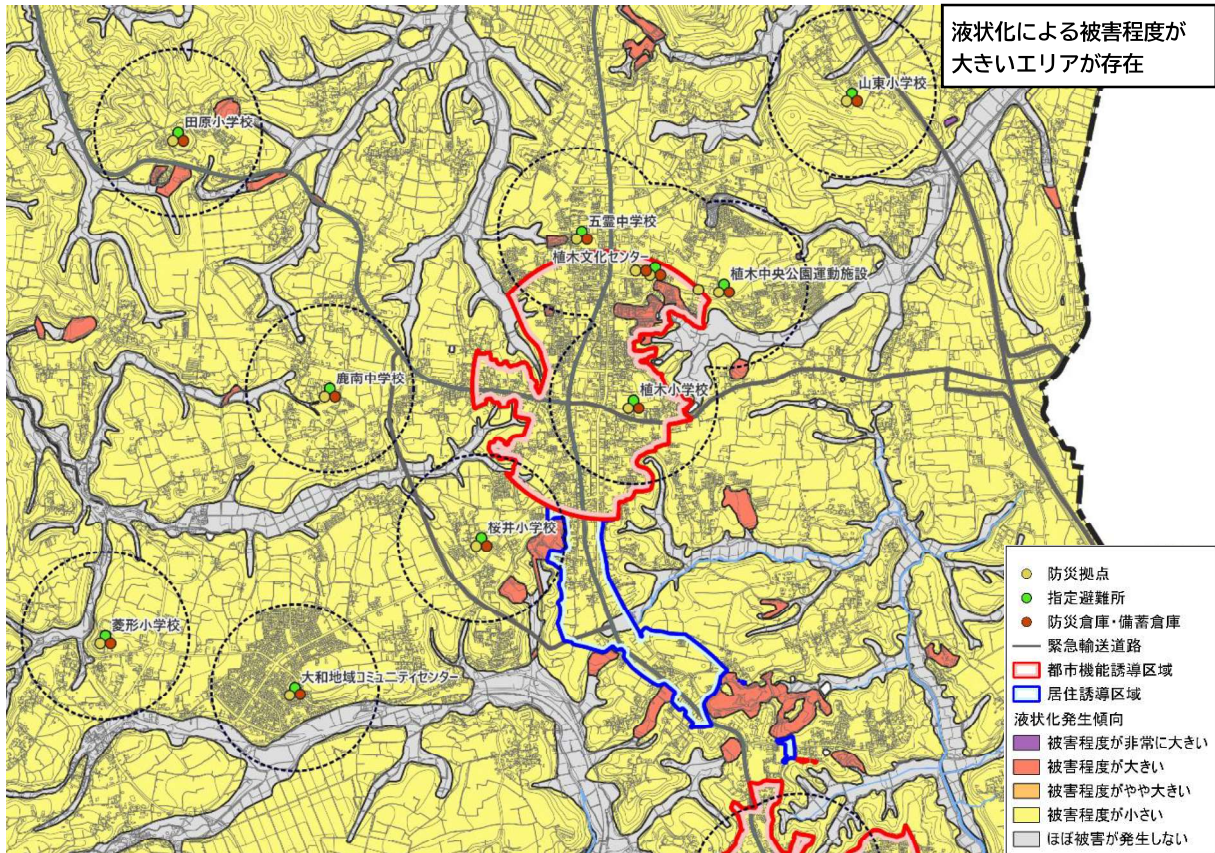 液状化による被害程度が
大きいエリアが存在
山東小学校
田原小学校
五霊中学校
植木文化センター
植木中央公園運動施設
鹿南中学校
植木小学校
桜井小学校
菱形小学校
大和地域コミュニティセンター
防災拠点
指定避難所
防災倉庫・備蓄倉庫
緊急輸送道路
都市機能誘導区域
居住誘導区域
液状化発生傾向
被害程度が非常に大きい
被害程度が大きい
被害程度がやや大きい
被害程度が小さい
ほぼ被害が発生しない